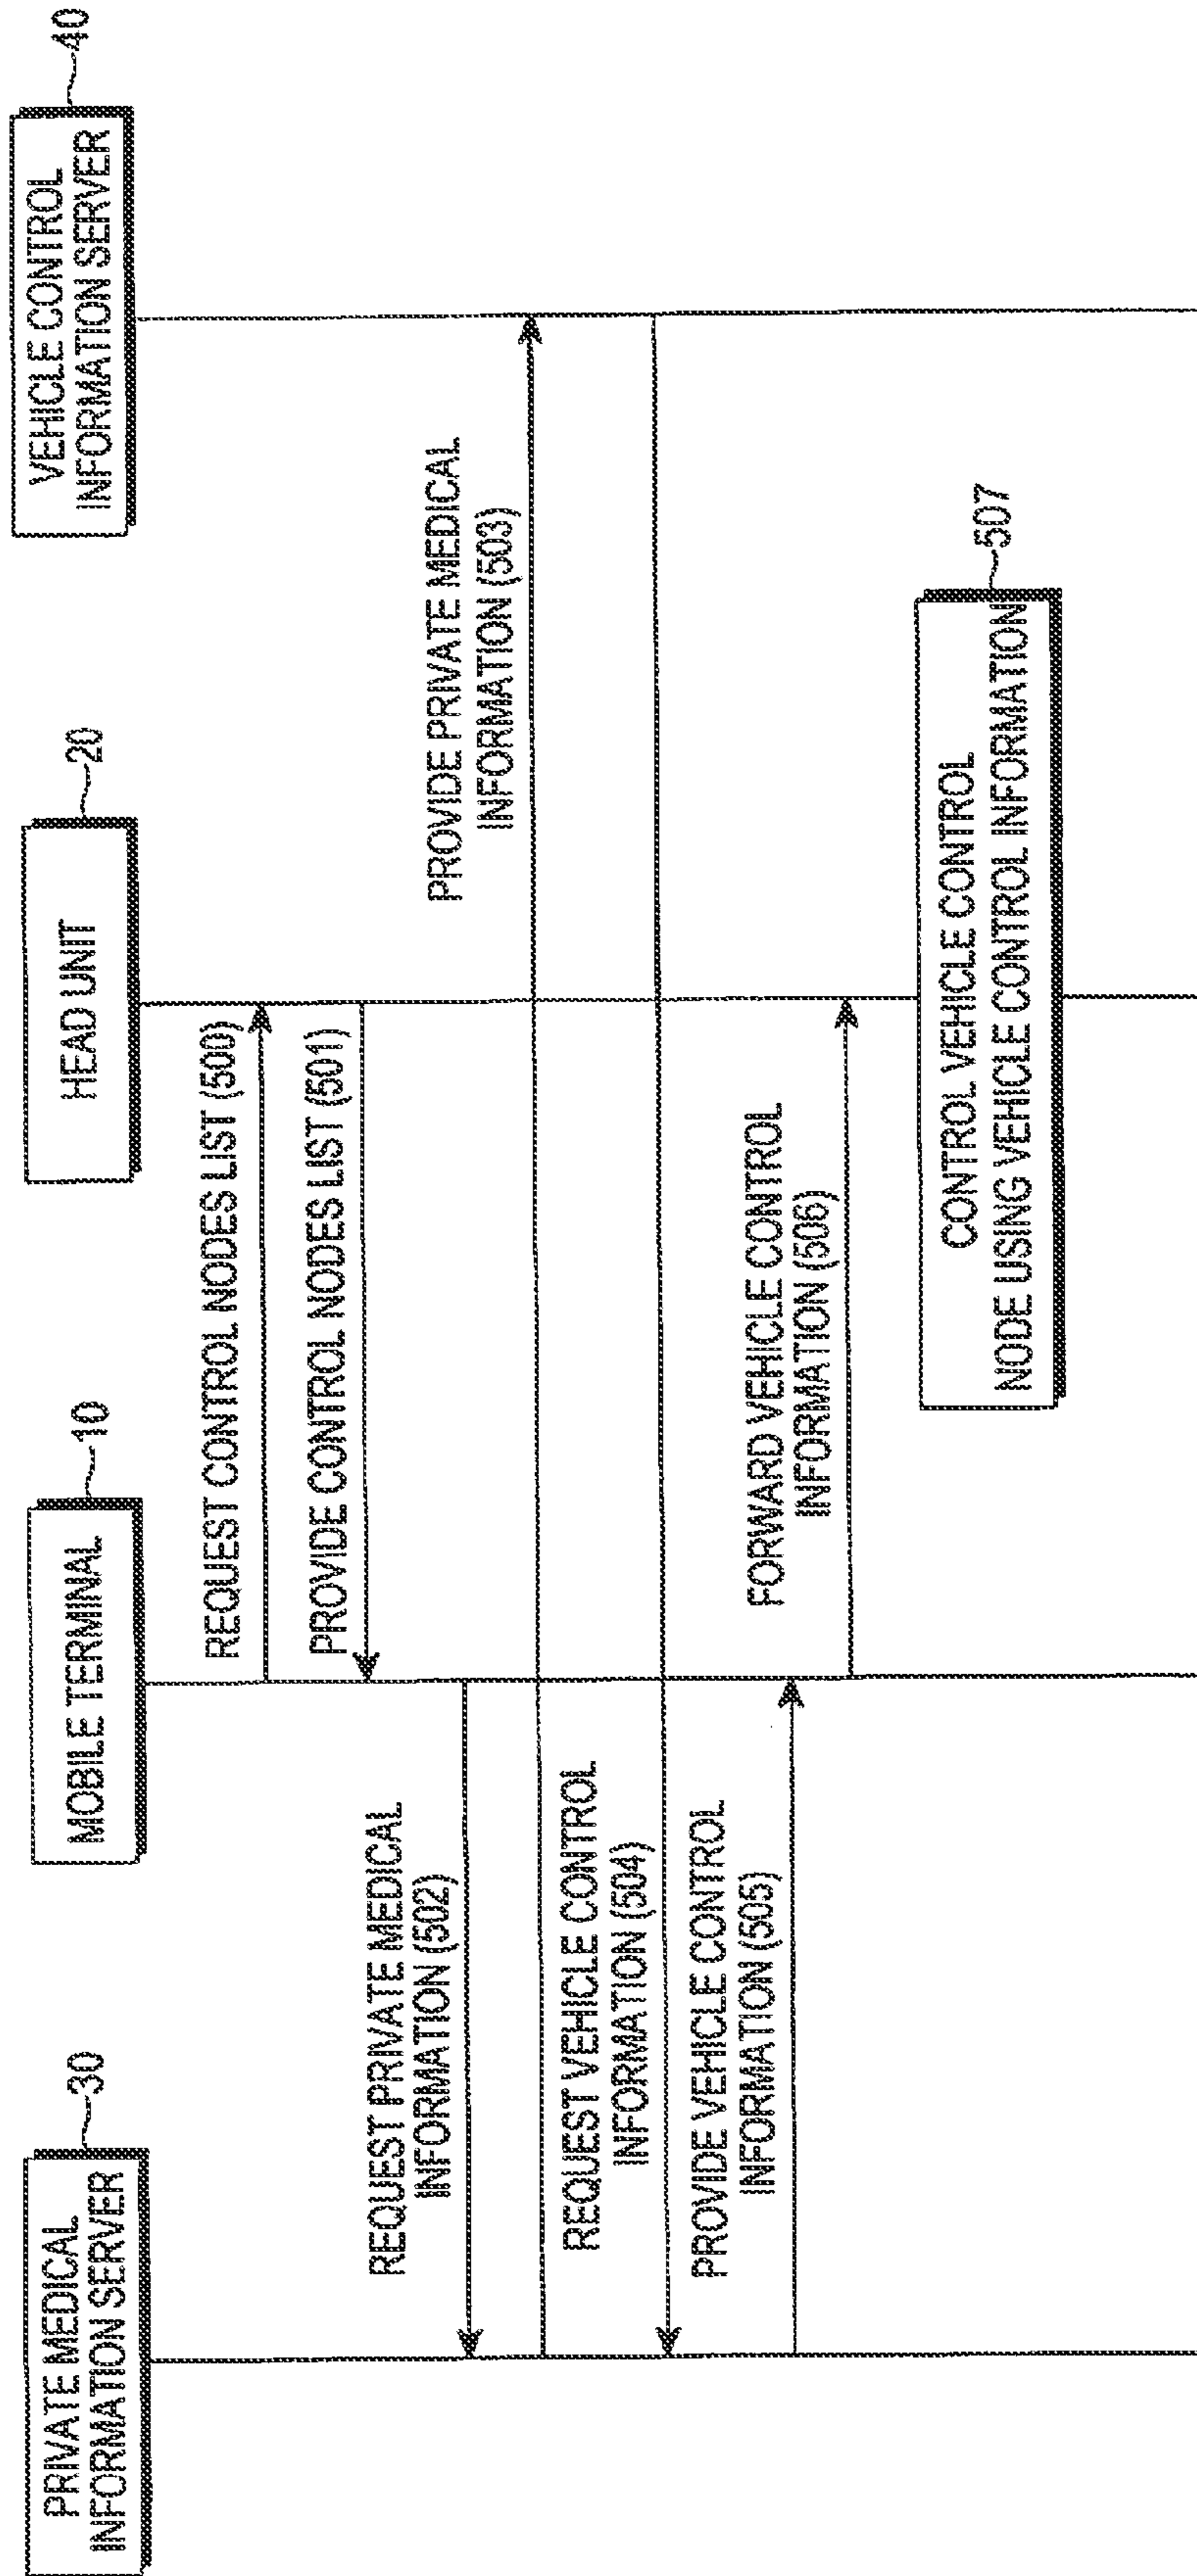 PRIVATE MEDICAL
INFORMATION SERVER
30
MOBILE TERMINAL
10
HEAD UNIT
20
VEHICLE CONTROL
INFORMATION SERVER
40
REQUEST CONTROL NODES LIST (500)
PROVIDE CONTROL NODES LIST (501)
REQUEST PRIVATE MEDICAL
INFORMATION (502)
PROVIDE PRIVATE MEDICAL
INFORMATION (503)
REQUEST VEHICLE CONTROL
INFORMATION (504)
PROVIDE VEHICLE CONTROL
INFORMATION (505)
FORWARD VEHICLE CONTROL
INFORMATION (506)
CONTROL VEHICLE CONTROL
NODE USING VEHICLE CONTROL INFORMATION
507